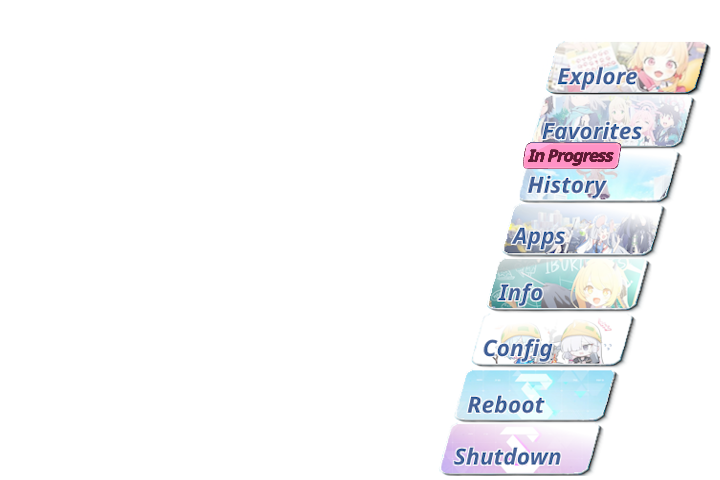 Explore
Favorites
In Progress
History
Apps
Info
Config
Reboot
Shutdown